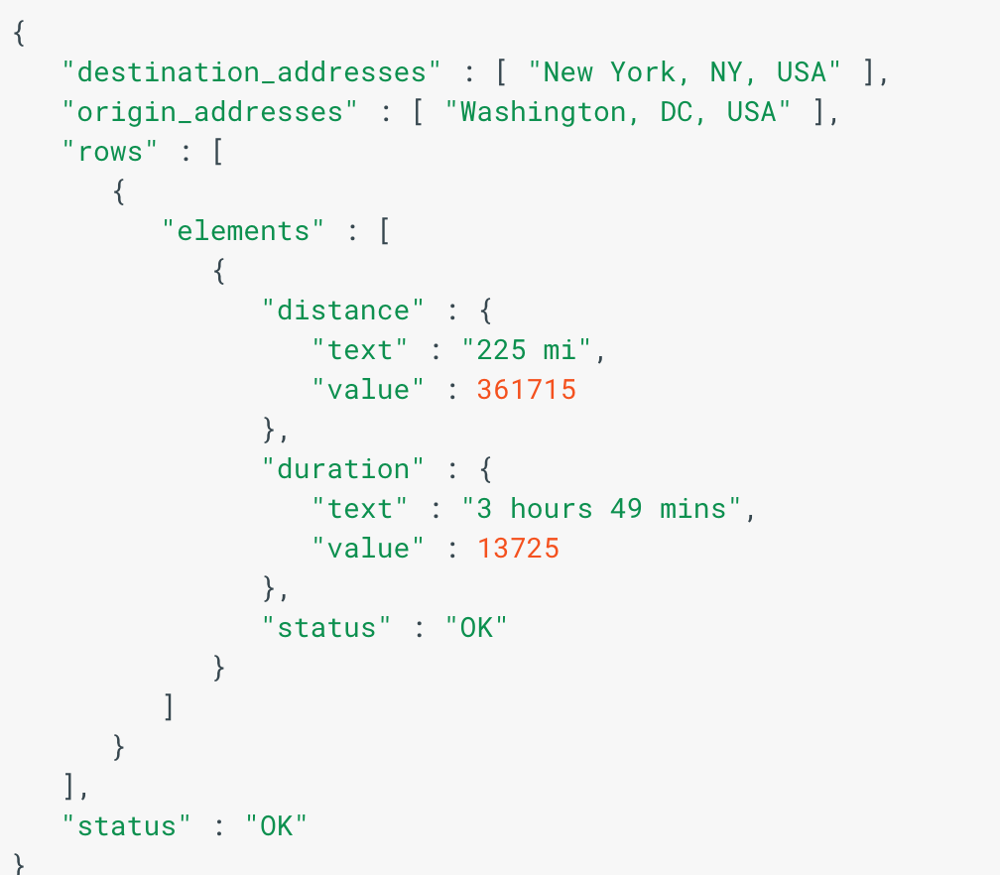 {
   "destination_addresses" : [ "New York, NY, USA" ],
   "origin_addresses" : [ "Washington, DC, USA" ],
   "rows" : [
      {
         "elements" : [
            {
               "distance" : {
                  "text" : "225 mi",
                  "value" : 361715
               },
               "duration" : {
                  "text" : "3 hours 49 mins",
                  "value" : 13725
               },
               "status" : "OK"
            }
         ]
      }
   ],
   "status" : "OK"
}